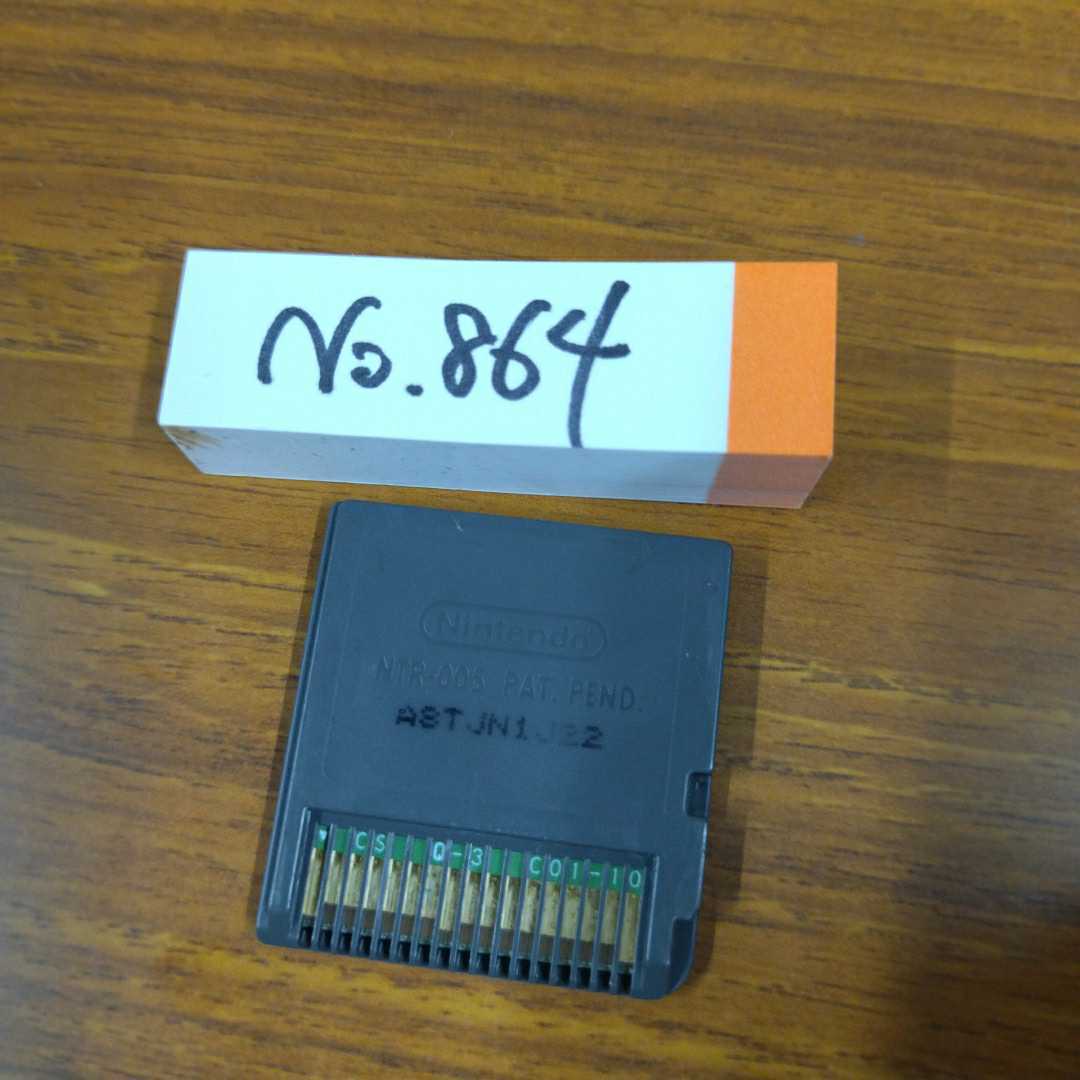 No.864
Nintendo
NTR-005 PAT. PEND.
A8TJN1J22
▼ CS Q-3 C01-10